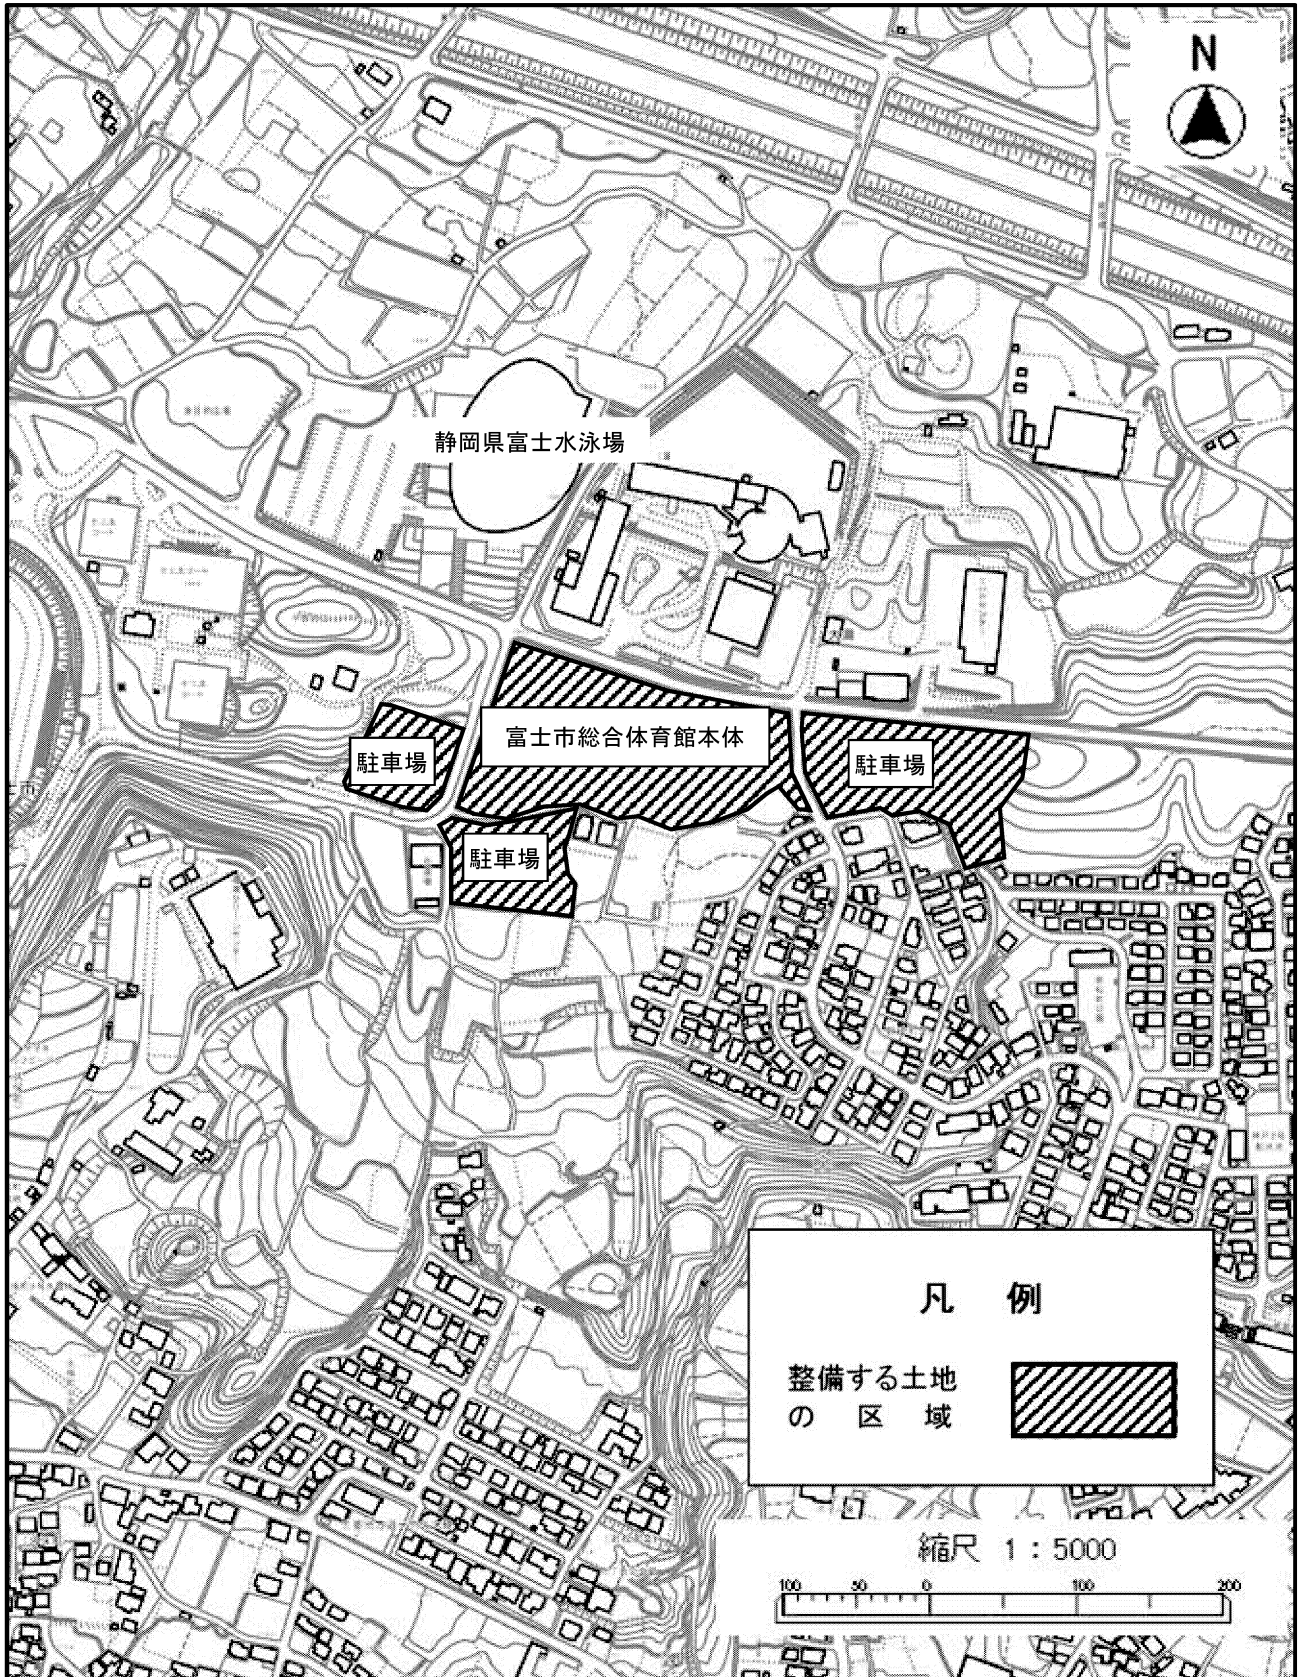 N
静岡県富士水泳場
富士市総合体育館本体
駐車場
駐車場
駐車場
凡 例
整備する土地
の 区 域
縮尺 1:5000
100 50 0 100 200